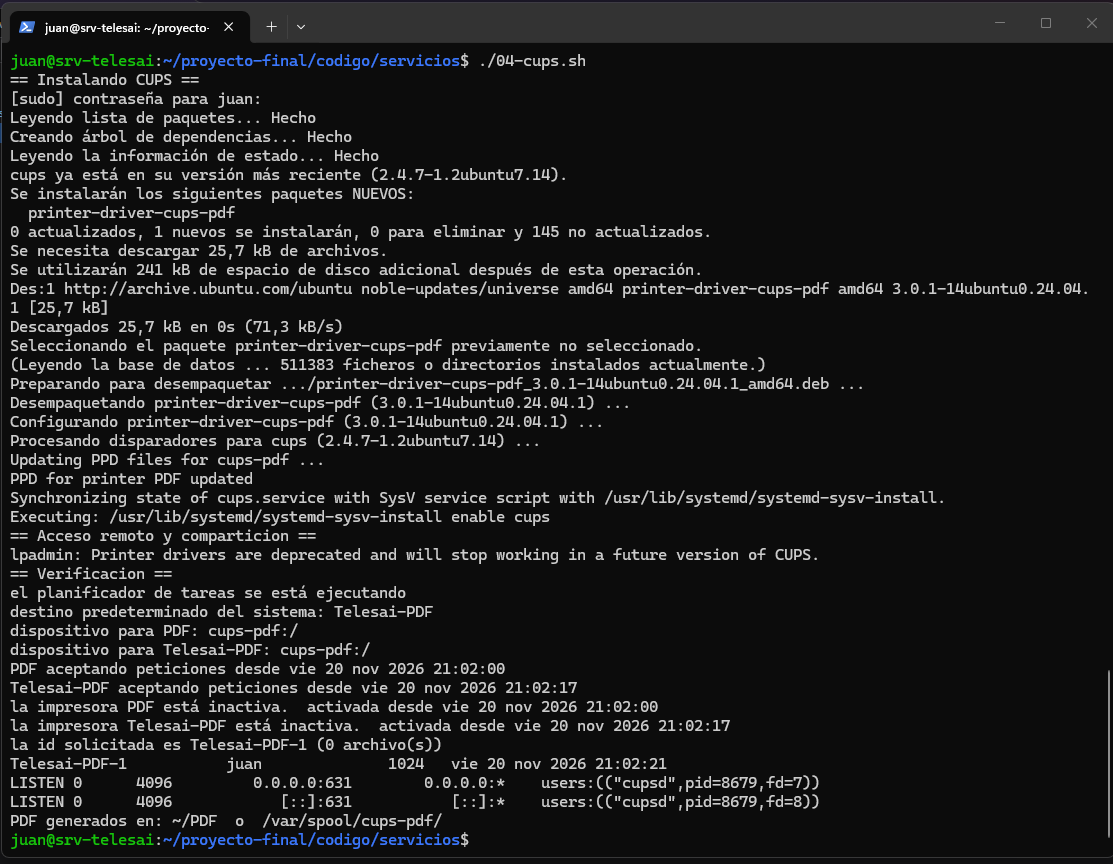 juan@srv-telesai: ~/proyecto-
juan@srv-telesai:~/proyecto-final/codigo/servicios$ ./04-cups.sh
== Instalando CUPS ==
[sudo] contraseña para juan:
Leyendo lista de paquetes... Hecho
Creando árbol de dependencias... Hecho
Leyendo la información de estado... Hecho
cups ya está en su versión más reciente (2.4.7-1.2ubuntu7.14).
Se instalarán los siguientes paquetes NUEVOS:
  printer-driver-cups-pdf
0 actualizados, 1 nuevos se instalarán, 0 para eliminar y 145 no actualizados.
Se necesita descargar 25,7 kB de archivos.
Se utilizarán 241 kB de espacio de disco adicional después de esta operación.
Des:1 http://archive.ubuntu.com/ubuntu noble-updates/universe amd64 printer-driver-cups-pdf amd64 3.0.1-14ubuntu0.24.04.
1 [25,7 kB]
Descargados 25,7 kB en 0s (71,3 kB/s)
Seleccionando el paquete printer-driver-cups-pdf previamente no seleccionado.
(Leyendo la base de datos ... 511383 ficheros o directorios instalados actualmente.)
Preparando para desempaquetar .../printer-driver-cups-pdf_3.0.1-14ubuntu0.24.04.1_amd64.deb ...
Desempaquetando printer-driver-cups-pdf (3.0.1-14ubuntu0.24.04.1) ...
Configurando printer-driver-cups-pdf (3.0.1-14ubuntu0.24.04.1) ...
Procesando disparadores para cups (2.4.7-1.2ubuntu7.14) ...
Updating PPD files for cups-pdf ...
PPD for printer PDF updated
Synchronizing state of cups.service with SysV service script with /usr/lib/systemd/systemd-sysv-install.
Executing: /usr/lib/systemd/systemd-sysv-install enable cups
== Acceso remoto y comparticion ==
lpadmin: Printer drivers are deprecated and will stop working in a future version of CUPS.
== Verificacion ==
el planificador de tareas se está ejecutando
destino predeterminado del sistema: Telesai-PDF
dispositivo para PDF: cups-pdf:/
dispositivo para Telesai-PDF: cups-pdf:/
PDF aceptando peticiones desde vie 20 nov 2026 21:02:00
Telesai-PDF aceptando peticiones desde vie 20 nov 2026 21:02:17
la impresora PDF está inactiva.  activada desde vie 20 nov 2026 21:02:00
la impresora Telesai-PDF está inactiva.  activada desde vie 20 nov 2026 21:02:17
la id solicitada es Telesai-PDF-1 (0 archivo(s))
Telesai-PDF-1           juan              1024   vie 20 nov 2026 21:02:21
LISTEN 0      4096         0.0.0.0:631        0.0.0.0:*    users:(("cupsd",pid=8679,fd=7))
LISTEN 0      4096            [::]:631           [::]:*    users:(("cupsd",pid=8679,fd=8))
PDF generados en: ~/PDF  o  /var/spool/cups-pdf/
juan@srv-telesai:~/proyecto-final/codigo/servicios$